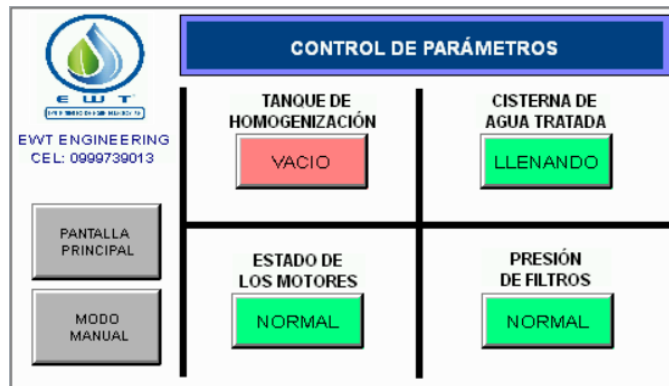 CONTROL DE PARÁMETROS
E W T
EWT ENGINEERING
CEL: 0999739013
PANTALLA
PRINCIPAL
MODO
MANUAL
TANQUE DE
HOMOGENIZACIÓN
VACIO
CISTERNA DE
AGUA TRATADA
LLENANDO
ESTADO DE
LOS MOTORES
NORMAL
PRESIÓN
DE FILTROS
NORMAL